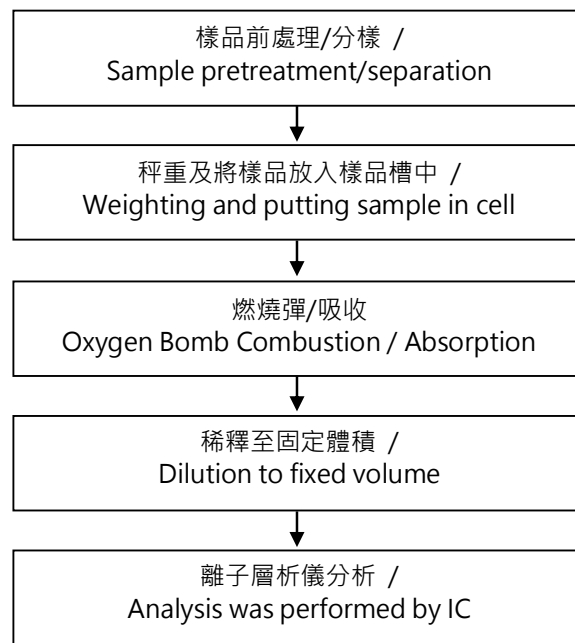 樣品前處理/分樣 /
Sample pretreatment/separation
秤重及將樣品放入樣品槽中 /
Weighting and putting sample in cell
燃燒彈/吸收
Oxygen Bomb Combustion / Absorption
稀釋至固定體積 /
Dilution to fixed volume
離子層析儀分析 /
Analysis was performed by IC